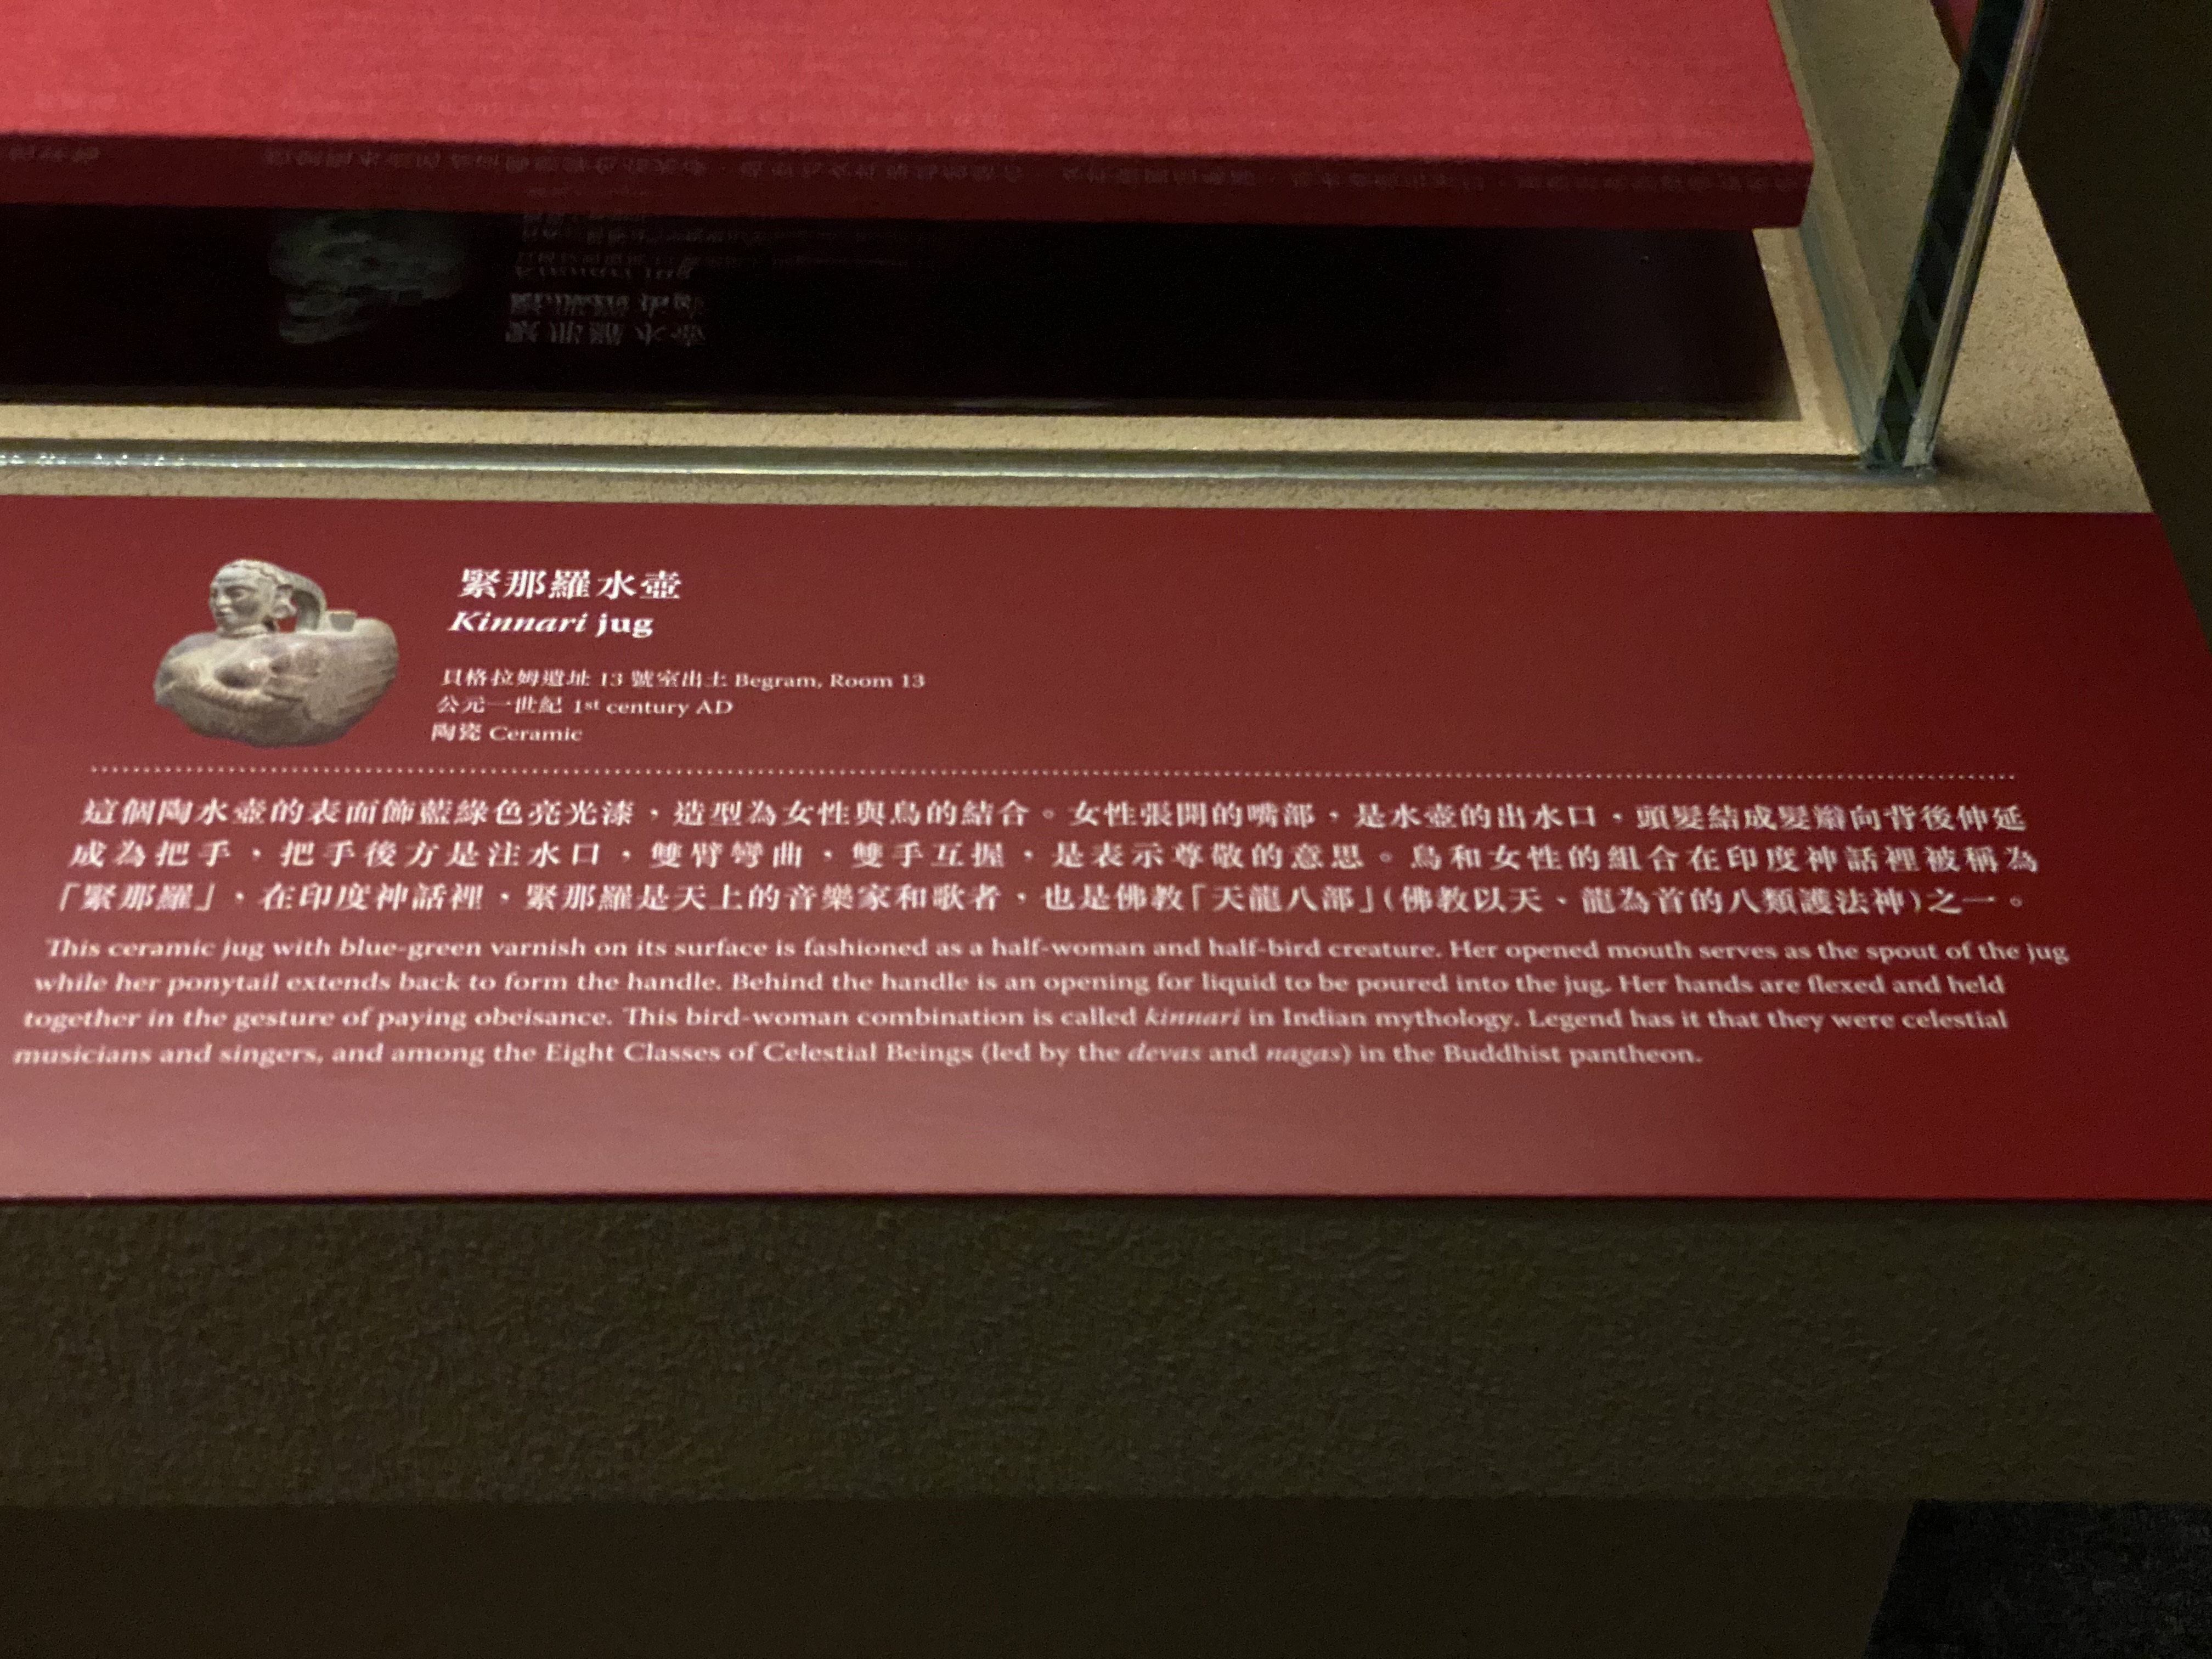 緊那羅水壺
Kinnari jug
貝格拉姆遺址 13 號室出土 Begram, Room 13
公元一世紀 1st century AD
陶瓷 Ceramic
這個陶水壺的表面飾藍綠色亮光漆，造型為女性與鳥的結合。女性張開的嘴部，是水壺的出水口，頭髮結成髮辮向背後伸延
成為把手，把手後方是注水口，雙臂彎曲，雙手互握，是表示尊敬的意思。鳥和女性的組合在印度神話裡被稱為
「緊那羅」，在印度神話裡，緊那羅是天上的音樂家和歌者，也是佛教「天龍八部」(佛教以天、龍為首的八類護法神)之一。
This ceramic jug with blue-green varnish on its surface is fashioned as a half-woman and half-bird creature. Her opened mouth serves as the spout of the jug
while her ponytail extends back to form the handle. Behind the handle is an opening for liquid to be poured into the jug. Her hands are flexed and held
together in the gesture of paying obeisance. This bird-woman combination is called kinnari in Indian mythology. Legend has it that they were celestial
musicians and singers, and among the Eight Classes of Celestial Beings (led by the devas and nagas) in the Buddhist pantheon.